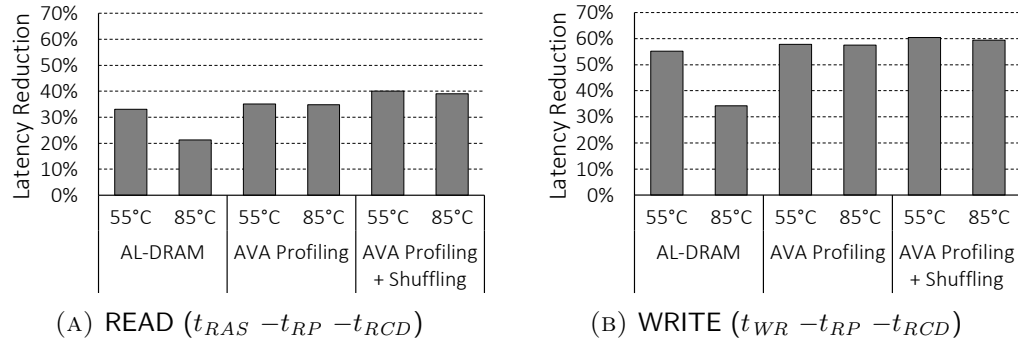 Latency Reduction
70%
60%
50%
40%
30%
20%
10%
0%
55°C 85°C 55°C 85°C 55°C 85°C
AL-DRAM AVA Profiling AVA Profiling
+ Shuffling
(A) READ (tRAS −tRP −tRCD)
Latency Reduction
70%
60%
50%
40%
30%
20%
10%
0%
55°C 85°C 55°C 85°C 55°C 85°C
AL-DRAM AVA Profiling AVA Profiling
+ Shuffling
(B) WRITE (tWR −tRP −tRCD)